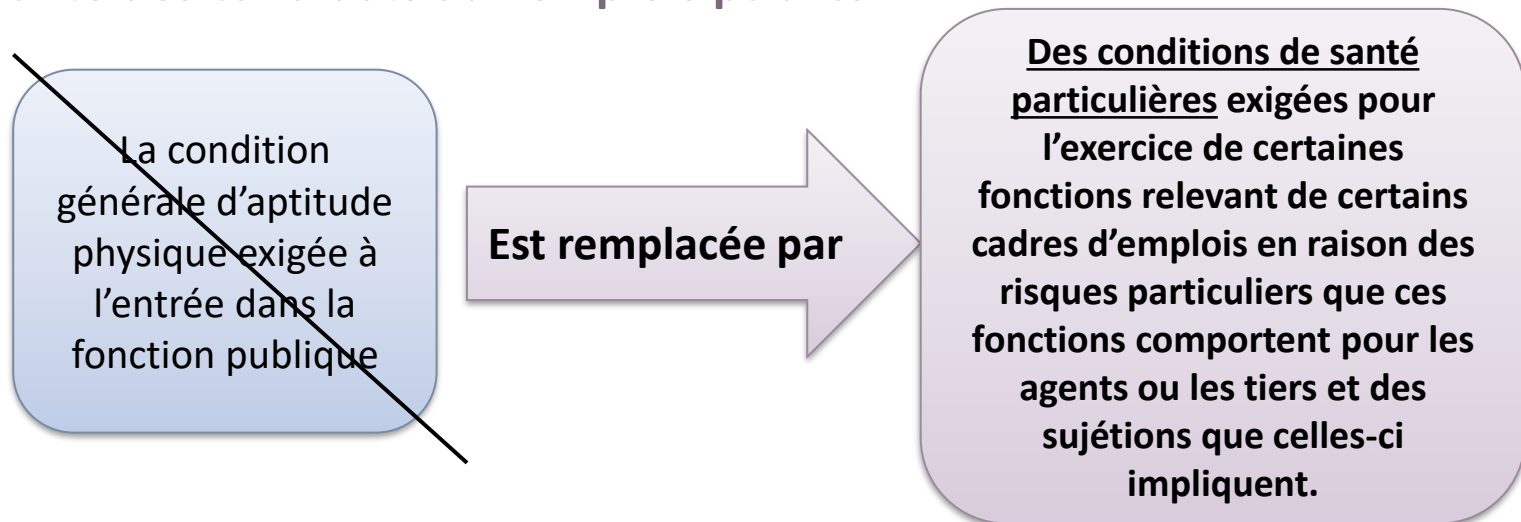 La condition
générale d’aptitude
physique exigée à
l’entrée dans la
fonction publique
Est remplacée par
Des conditions de santé
particulières exigées pour
l’exercice de certaines
fonctions relevant de certains
cadres d’emplois en raison des
risques particuliers que ces
fonctions comportent pour les
agents ou les tiers et des
sujétions que celles-ci
impliquent.